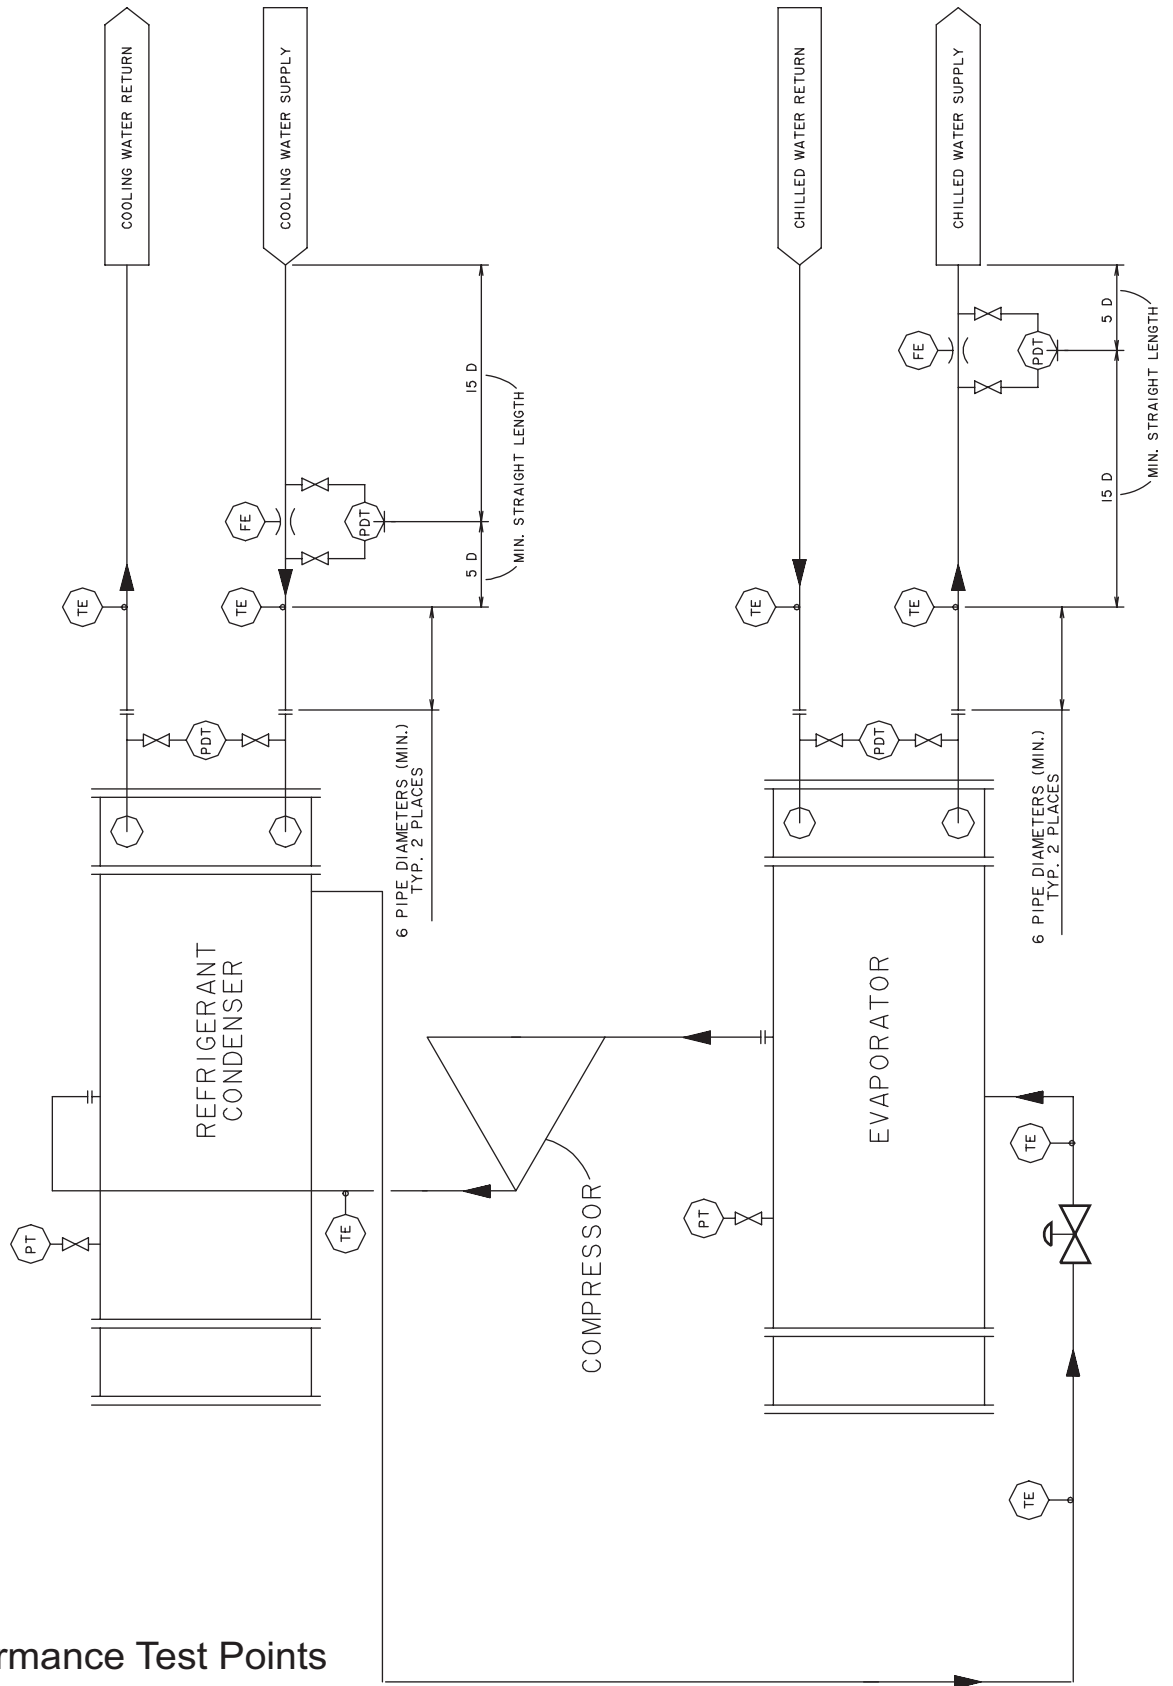 COOLING WATER RETURN
COOLING WATER SUPPLY
CHILLED WATER RETURN
CHILLED WATER SUPPLY
15 D
5 D
MIN. STRAIGHT LENGTH
5 D
15 D
MIN. STRAIGHT LENGTH
FE
PDT
FE
PDT
TE
TE
TE
TE
PDT
PDT
6 PIPE DIAMETERS (MIN.)
TYP. 2 PLACES
6 PIPE DIAMETERS (MIN.)
TYP. 2 PLACES
REFRIGERANT
CONDENSER
EVAPORATOR
COMPRESSOR
PT
TE
PT
TE
TE
rmance Test Points